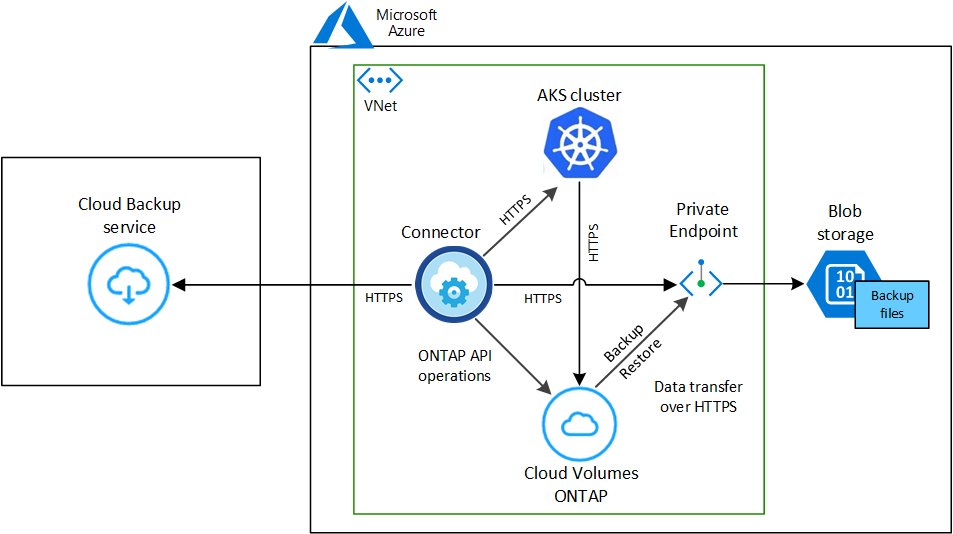 Microsoft
Azure
VNet
AKS cluster
Cloud Backup
service
Connector
HTTPS
HTTPS
Private
Endpoint
Blob
storage
10
01
Backup
files
HTTPS
HTTPS
ONTAP API
operations
Backup
Restore
Data transfer
over HTTPS
Cloud Volumes
ONTAP